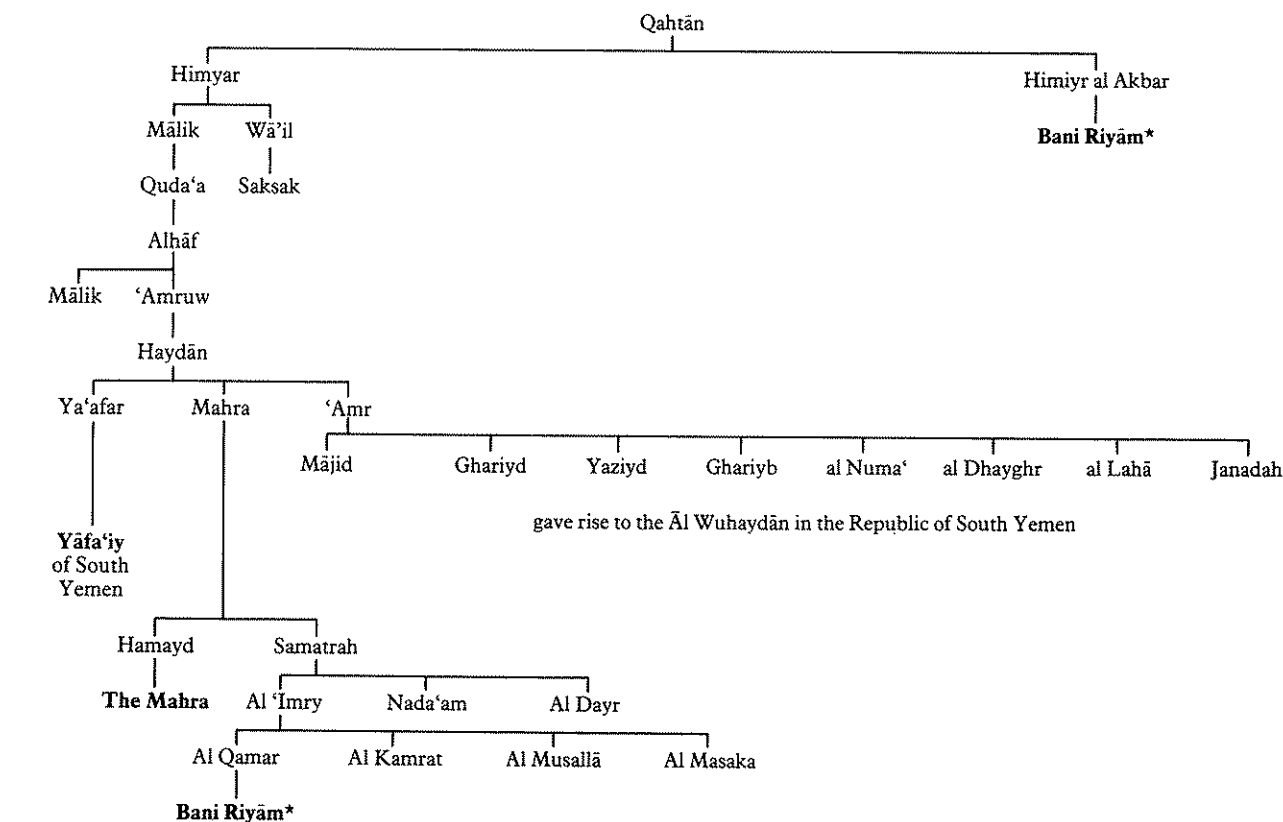 Qahtān
Himyar Himiyr al Akbar
Mālik Wā’il Bani Riyām*
Quda‘a Saksak
Alhāf
Mālik ‘Amruw
Haydān
Ya‘afar Mahra ‘Amr
Mājid Ghariyd Yaziyd Ghariyb al Numa‘ al Dhayghr al Lahā Janadah
gave rise to the Āl Wuhaydān in the Republic of South Yemen
Yāfa‘iy
of South
Yemen
Hamayd Samatrah
The Mahra Al ‘Imry Nada‘am Al Dayr
Al Qamar Al Kamrat Al Musallā Al Masaka
Bani Riyām*